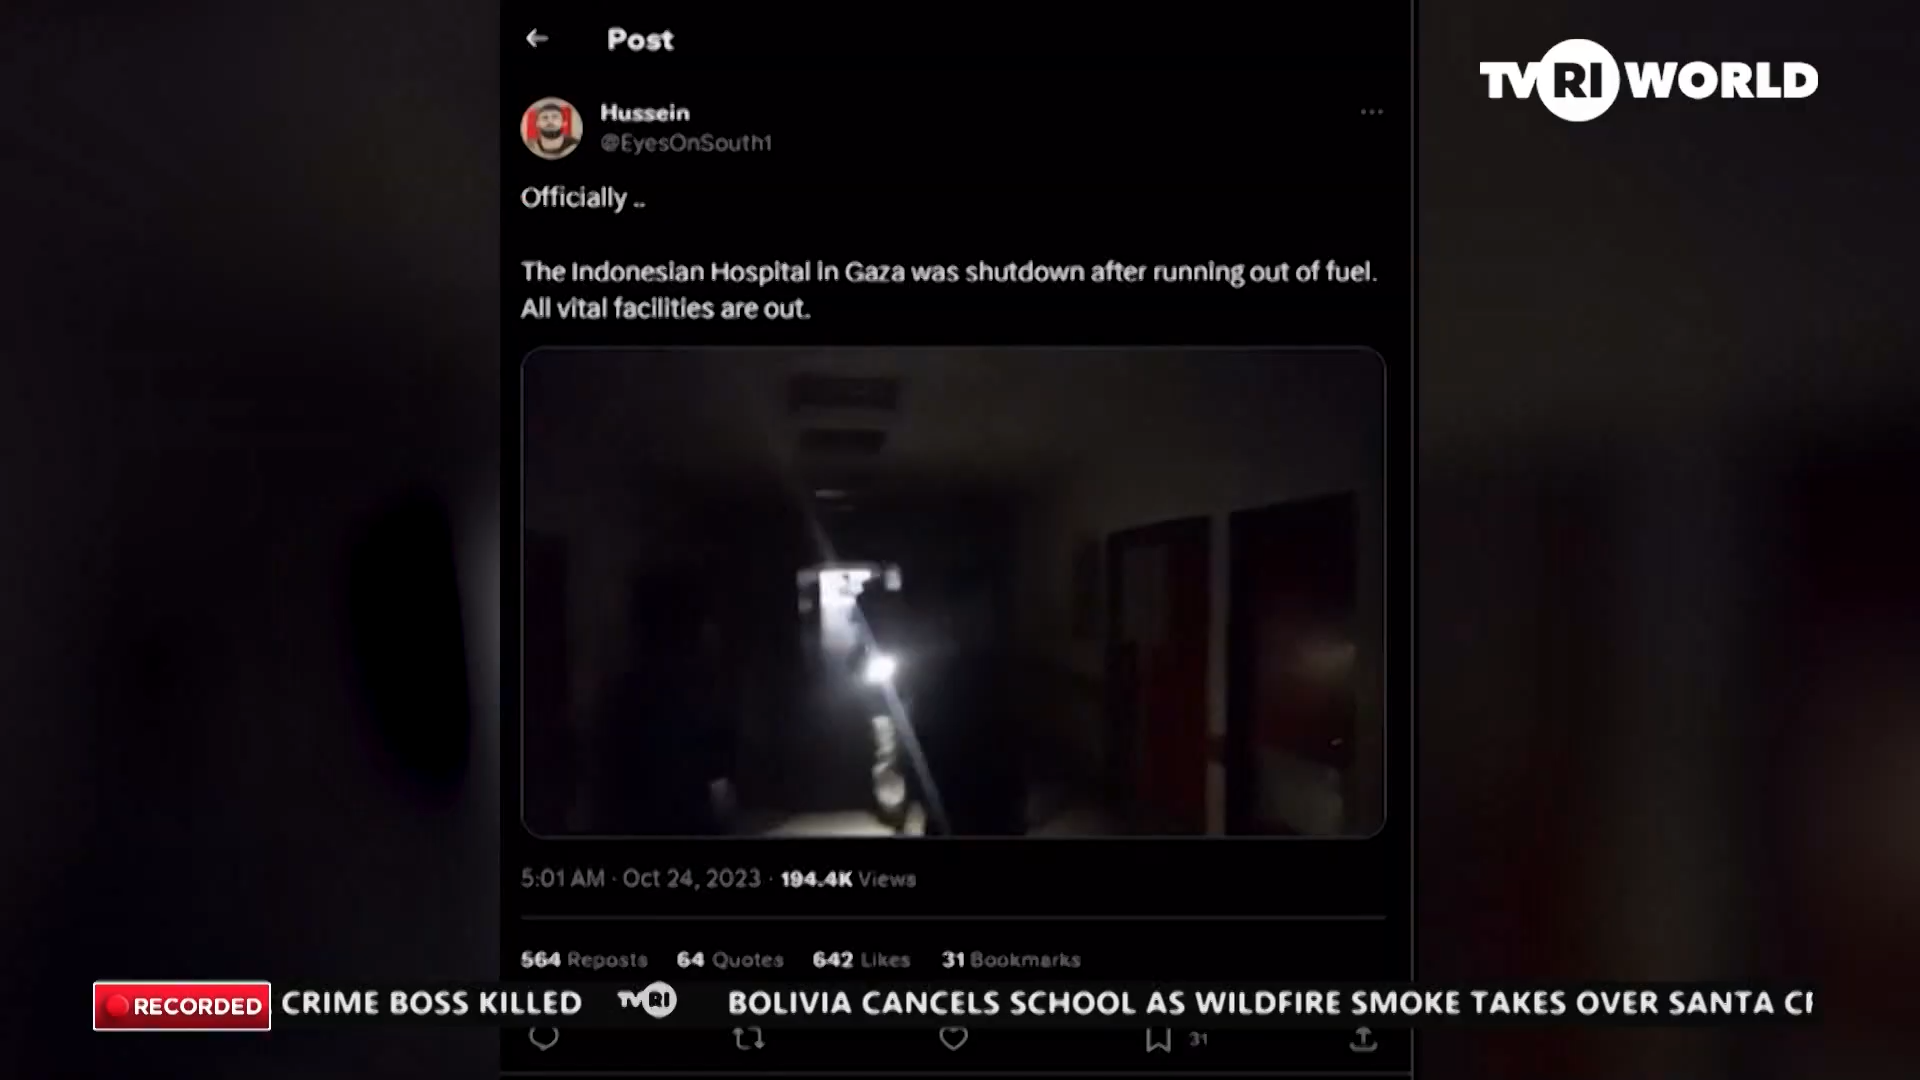 Post
TVRI WORLD
Hussein
@EyesOnSouth1
Officially ..
The Indonesian Hospital in Gaza was shutdown after running out of fuel.
All vital facilities are out.
5:01 AM · Oct 24, 2023 · 194.4K Views
564 Reposts 64 Quotes 642 Likes 31 Bookmarks
RECORDED CRIME BOSS KILLED TVRI BOLIVIA CANCELS SCHOOL AS WILDFIRE SMOKE TAKES OVER SANTA
31